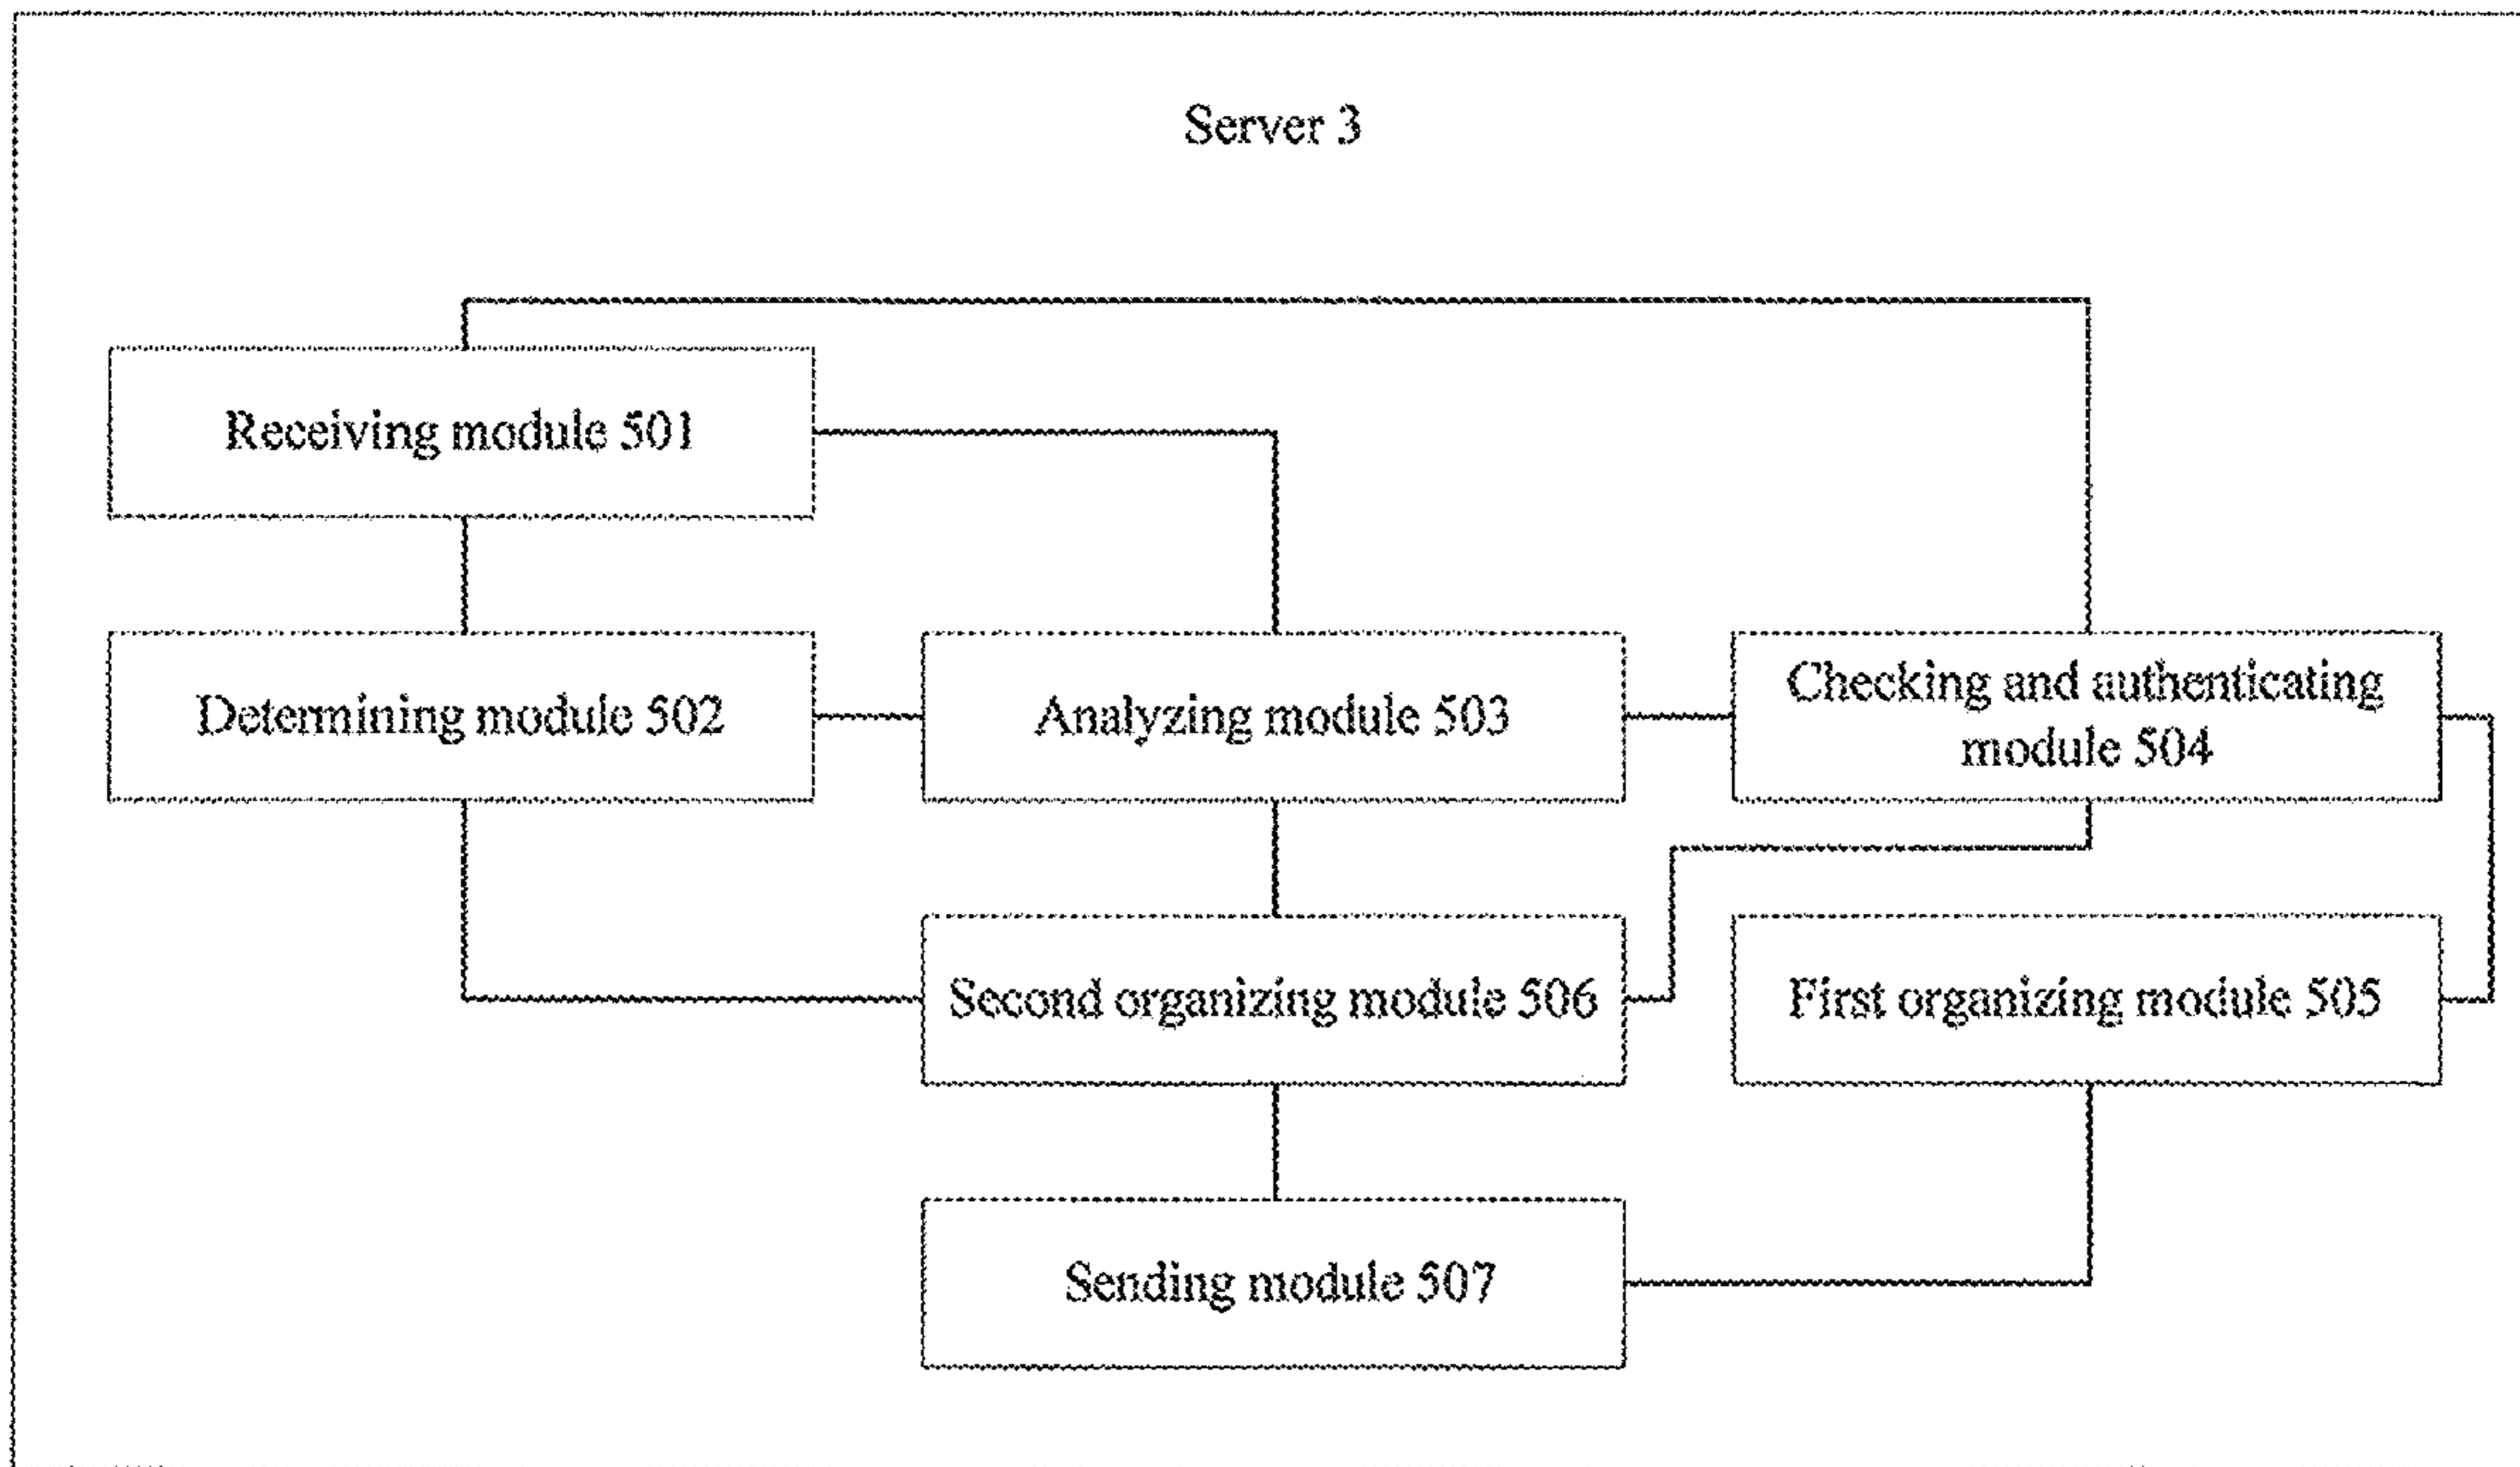 Server 3
Receiving module 501
Determining module 502
Analyzing module 503
Checking and authenticating
module 504
Second organizing module 506
First organizing module 505
Sending module 507